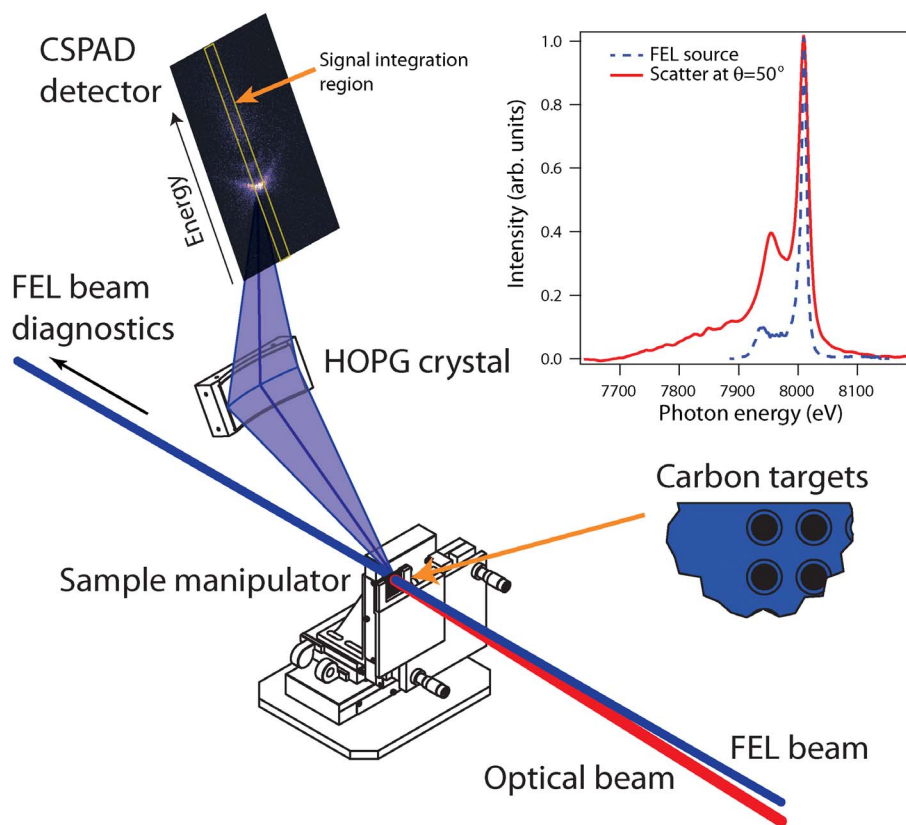 CSPAD
detector
Signal integration
region
Energy
FEL beam
diagnostics
HOPG crystal
Sample manipulator
Carbon targets
FEL beam
Optical beam
FEL source
Scatter at θ=50°
Intensity (arb. units)
1.0
0.8
0.6
0.4
0.2
0.0
7700 7800 7900 8000 8100
Photon energy (eV)